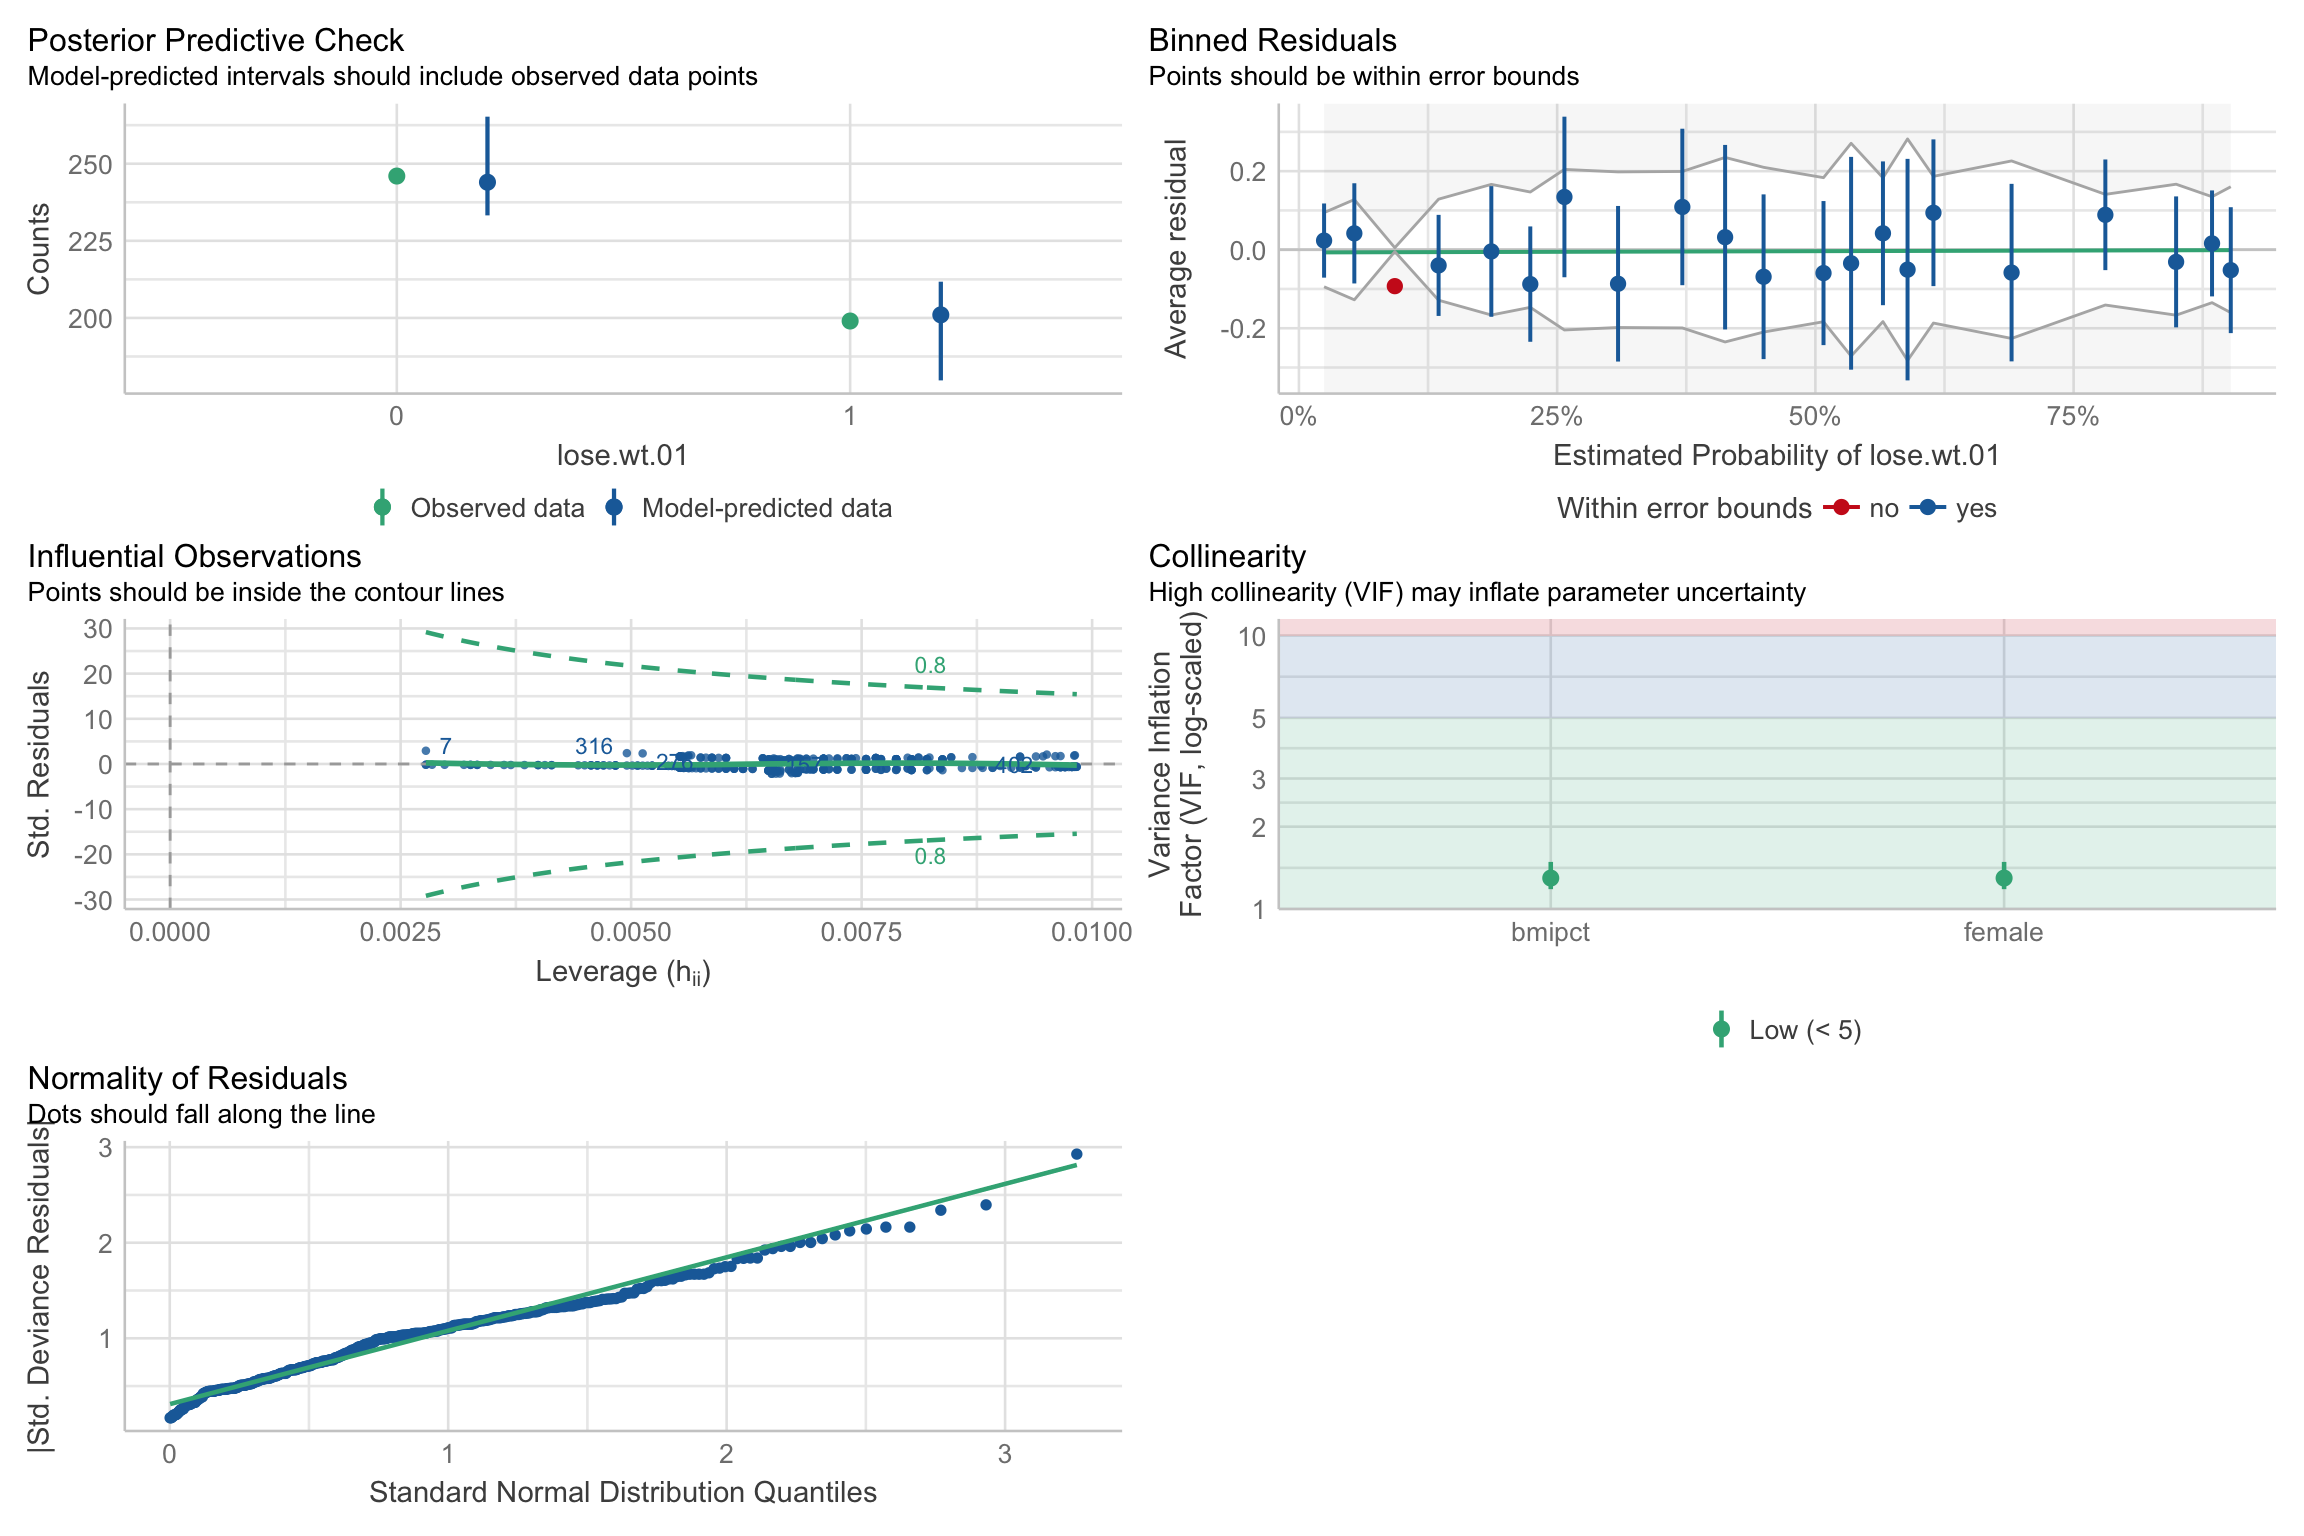 Posterior Predictive Check
Model-predicted intervals should include observed data points
Counts
250
225
200
0
1
lose.wt.01
Observed data
Model-predicted data
Binned Residuals
Points should be within error bounds
Average residual
0.2
0.0
-0.2
0%
25%
50%
75%
Estimated Probability of lose.wt.01
Within error bounds
no
yes
Influential Observations
Points should be inside the contour lines
Std. Residuals
30
20
10
0
-10
-20
-30
0.8
7
316
276
402
0.8
0.0000
0.0025
0.0050
0.0075
0.0100
Leverage (hii)
Collinearity
High collinearity (VIF) may inflate parameter uncertainty
Variance Inflation
Factor (VIF, log-scaled)
10
5
3
2
1
bmipct
female
Low (< 5)
Normality of Residuals
Dots should fall along the line
|Std. Deviance Residuals|
3
2
1
0
1
2
3
Standard Normal Distribution Quantiles